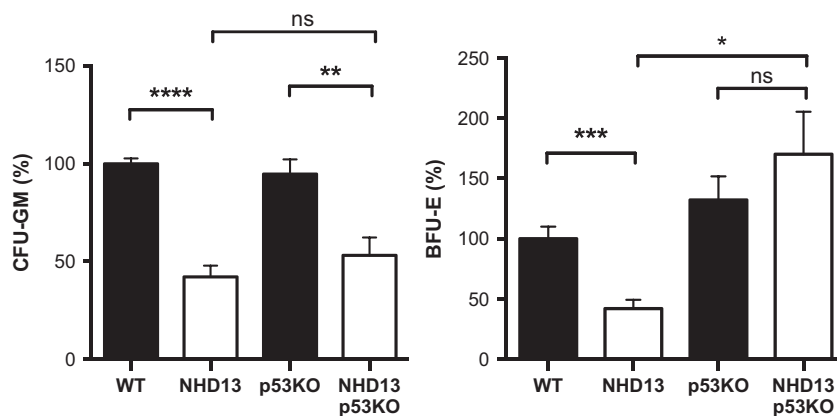 ns
150
****
**
CFU-GM (%)
100
50
0
WT
NHD13
p53KO
NHD13
p53KO
*
250
ns
200
***
BFU-E (%)
150
100
50
0
WT
NHD13
p53KO
NHD13
p53KO